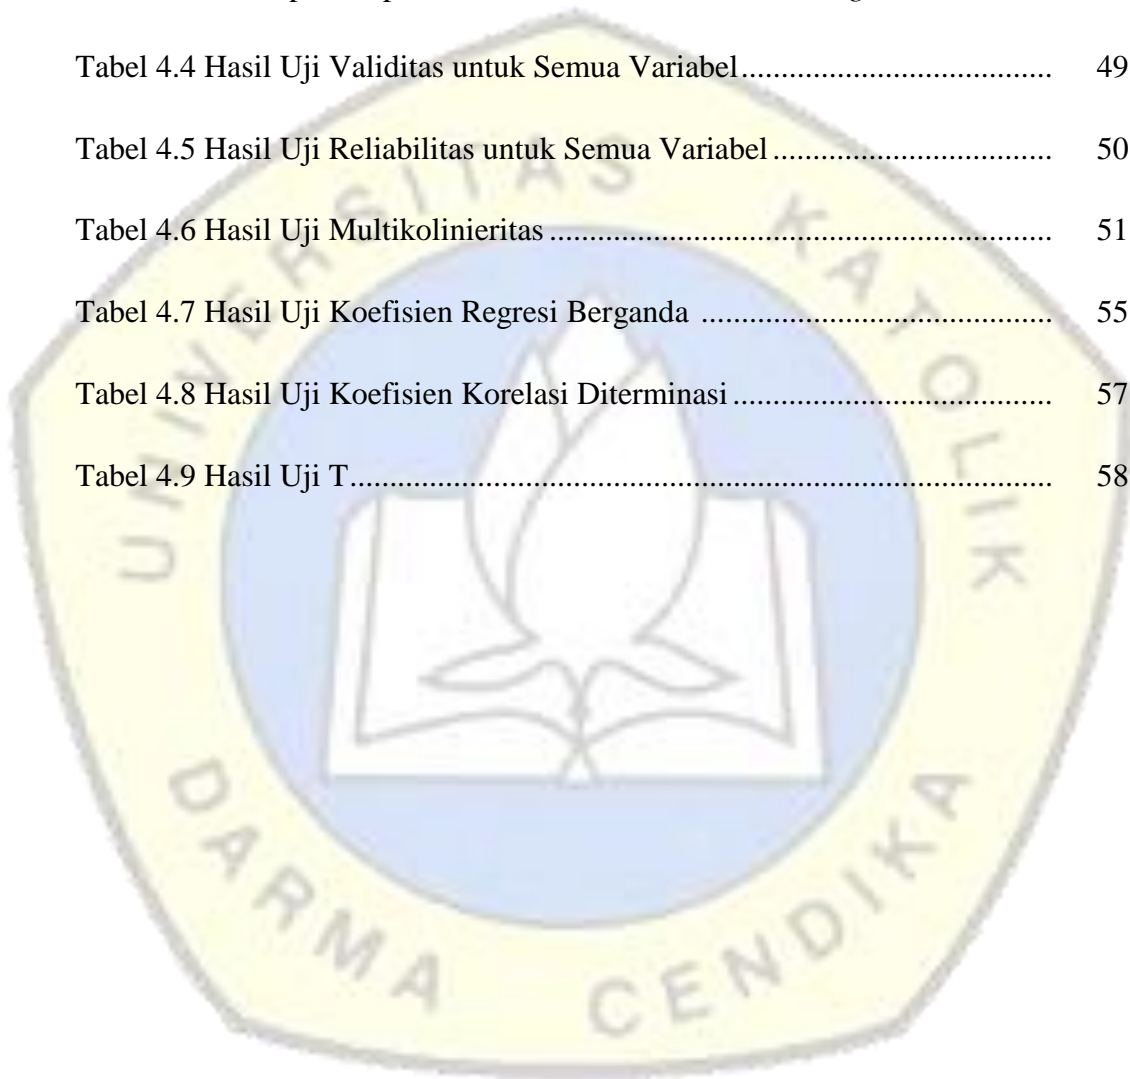 Tabel 4.4 Hasil Uji Validitas untuk Semua Variabel..................................... 49
Tabel 4.5 Hasil Uji Reliabilitas untuk Semua Variabel................................. 50
Tabel 4.6 Hasil Uji Multikolinieritas............................................................ 51
Tabel 4.7 Hasil Uji Koefisien Regresi Berganda .......................................... 55
Tabel 4.8 Hasil Uji Koefisien Korelasi Diterminasi...................................... 57
Tabel 4.9 Hasil Uji T.................................................................................... 58
UNIVERSITAS KATOLIK
DARMA CENDIKA